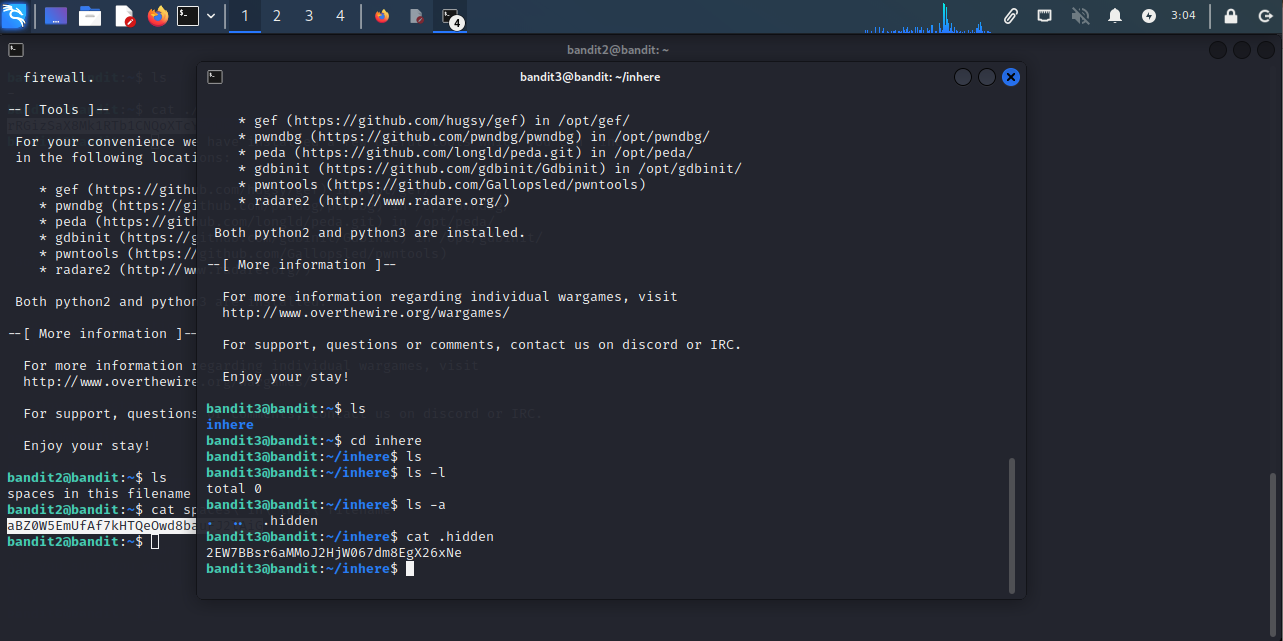 1 2 3 4 4 3:04
bandit2@bandit: ~
firewall.
--[ Tools ]--
For your convenience we
in the following locati
* gef (https://github
* pwndbg (https://gi
* peda (https://gith
* gdbinit (https://g
* pwntools (https://
* radare2 (http://ww
Both python2 and python
--[ More information ]--
For more information
http://www.overthewire
For support, questions
Enjoy your stay!
bandit2@bandit:~$ ls
spaces in this filename
bandit2@bandit:~$ cat sp
aBZ0W5EmUfAf7kHTQeOwd8ba
bandit2@bandit:~$
bandit3@bandit: ~/inhere
* gef (https://github.com/hugsy/gef) in /opt/gef/
* pwndbg (https://github.com/pwndbg/pwndbg) in /opt/pwndbg/
* peda (https://github.com/longld/peda.git) in /opt/peda/
* gdbinit (https://github.com/gdbinit/Gdbinit) in /opt/gdbinit/
* pwntools (https://github.com/Gallopsled/pwntools)
* radare2 (http://www.radare.org/)
Both python2 and python3 are installed.
--[ More information ]--
For more information regarding individual wargames, visit
http://www.overthewire.org/wargames/
For support, questions or comments, contact us on discord or IRC.
Enjoy your stay!
bandit3@bandit:~$ ls
inhere
bandit3@bandit:~$ cd inhere
bandit3@bandit:~/inhere$ ls
bandit3@bandit:~/inhere$ ls -l
total 0
bandit3@bandit:~/inhere$ ls -a
. .. .hidden
bandit3@bandit:~/inhere$ cat .hidden
2EW7BBsr6aMMoJ2HjW067dm8EgX26xNe
bandit3@bandit:~/inhere$